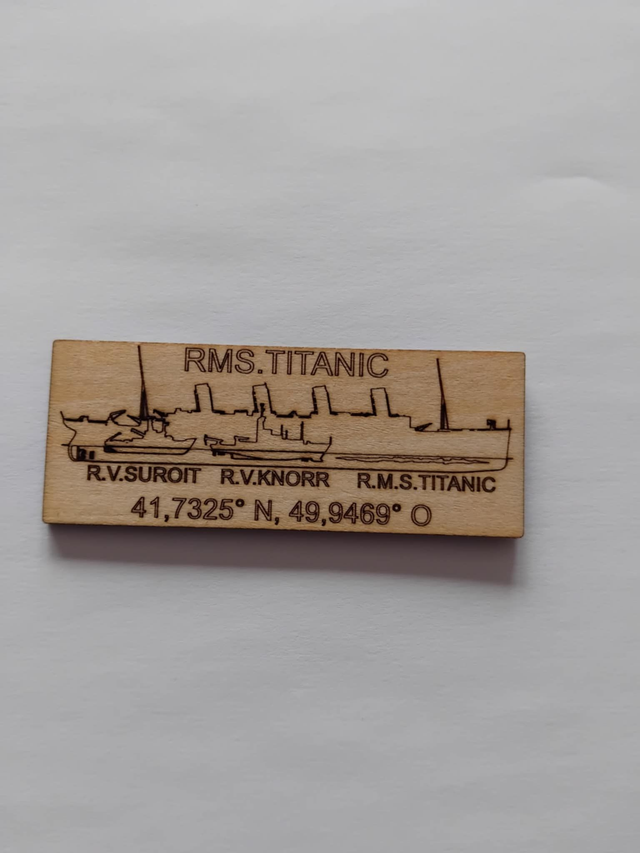 RMS.TITANIC
R.V.SUROIT R.V.KNORR R.M.S.TITANIC
41,7325° N, 49,9469° O